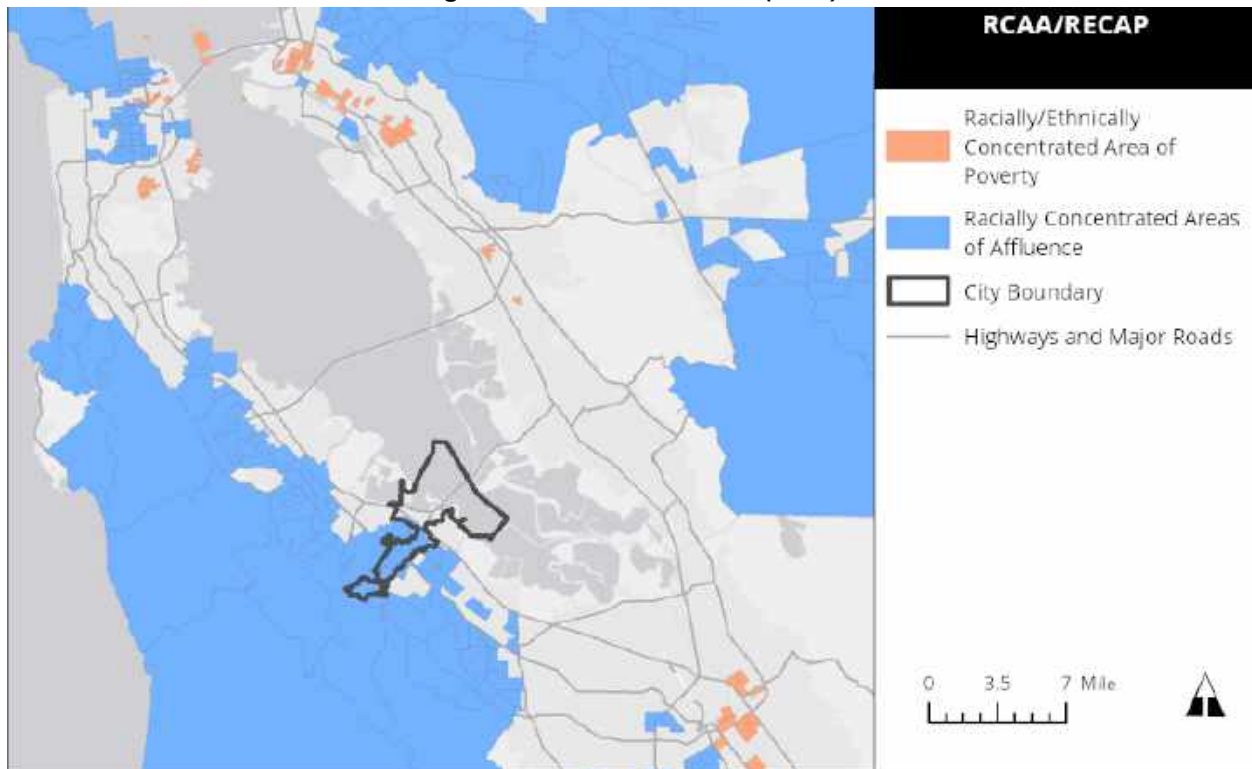 RCAA/RECAP
Racially/Ethnically
Concentrated Area of
Poverty
Racially Concentrated Areas
of Affluence
City Boundary
Highways and Major Roads
0 3.5 7 Mile